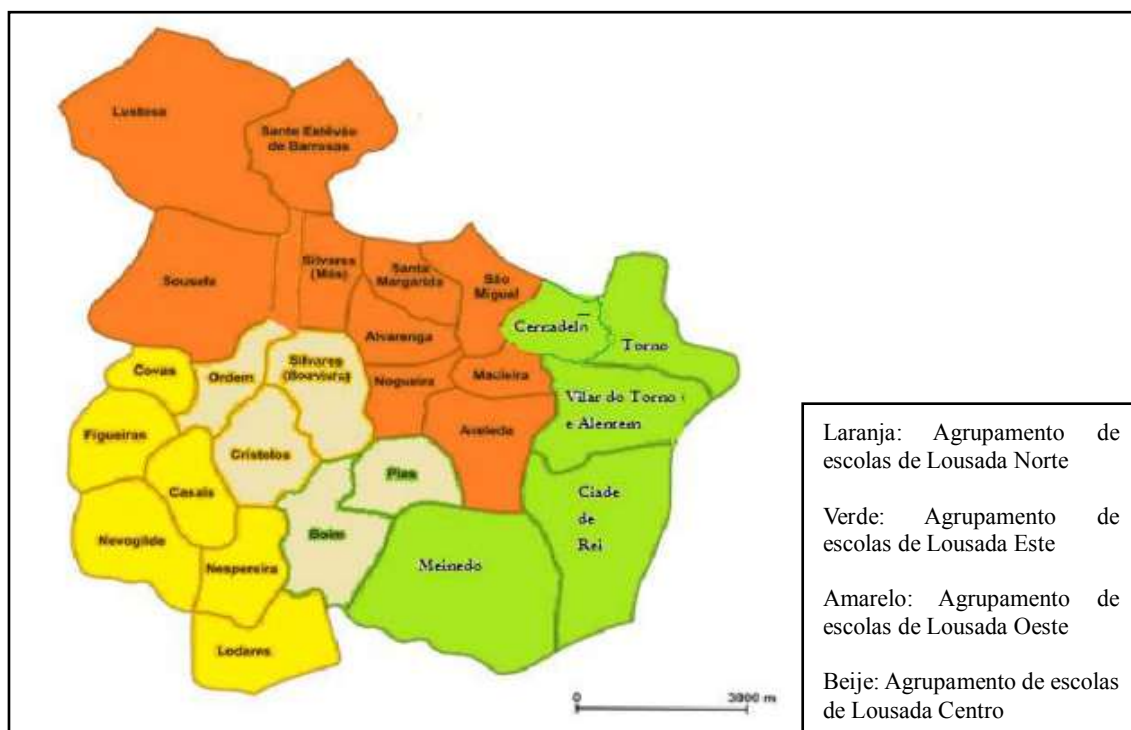 Lustosa
Santo Estêvão
de Barrosas
Silvares
Santa
Margarida
São
Miguel
Sousela
Cernadelo
Torno
Alvarenga
Silvares
Covas
Ordem
Nogueira
Macieira
Vilar do Torno
e Alentem
Figueiras
Cristelos
Aveleda
Casais
Pias
Ciade
de
Rei
Nevogilde
Boim
Meinedo
Nespereira
Lodares
0 3000 m
Laranja: Agrupamento de
escolas de Lousada Norte
Verde: Agrupamento de
escolas de Lousada Este
Amarelo: Agrupamento de
escolas de Lousada Oeste
Beije: Agrupamento de escolas
de Lousada Centro